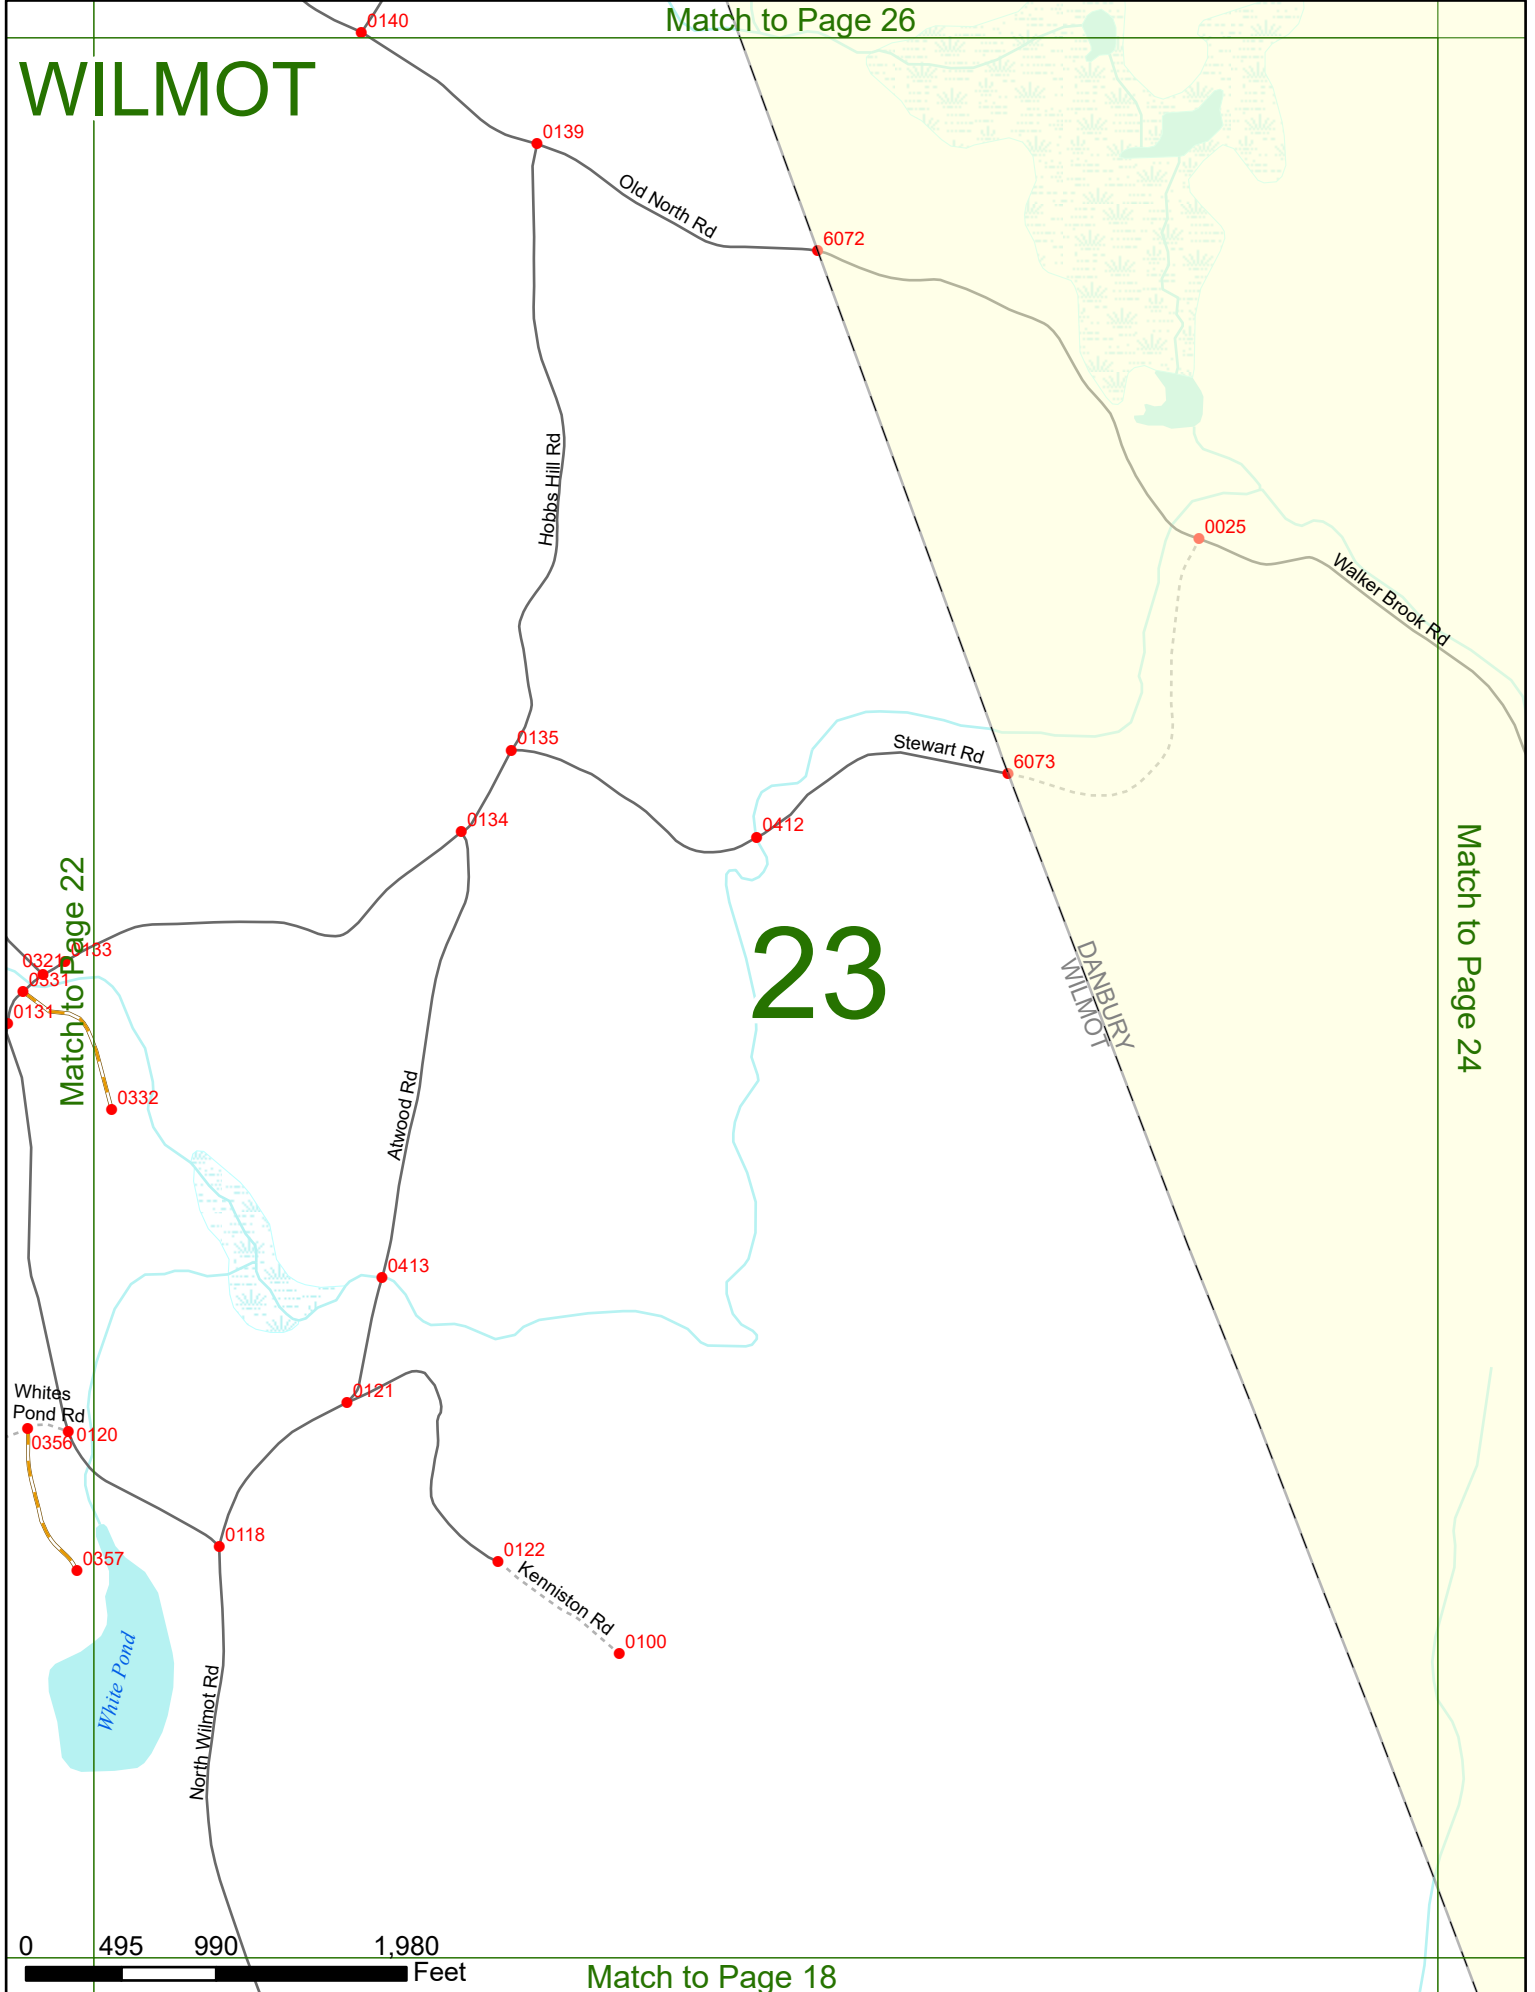 Match to Page 26
0140
WILMOT
0139
Old North Rd
6072
Hobbs Hill Rd
0025
Walker Brook Rd
0135
Stewart Rd
6073
0134
0412
Match to Page 22
Match to Page 24
23
0133
0321
0331
0131
DANBURY
WILMOT
0332
Atwood Rd
0413
Whites
Pond Rd
0121
0120
0356
0118
0122
0357
Kenniston Rd
0100
White Pond
North Wilmot Rd
0 495 990 1,980
Feet
Match to Page 18